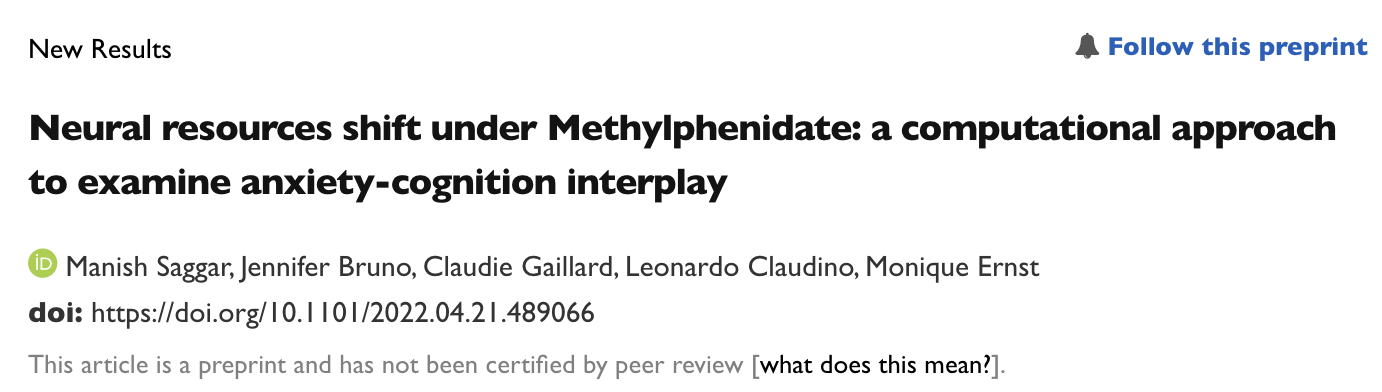 New Results
Follow this preprint
Neural resources shift under Methylphenidate: a computational approach
to examine anxiety-cognition interplay
iD Manish Saggar, Jennifer Bruno, Claudie Gaillard, Leonardo Claudino, Monique Ernst
doi: https://doi.org/10.1101/2022.04.21.489066
This article is a preprint and has not been certified by peer review [what does this mean?].